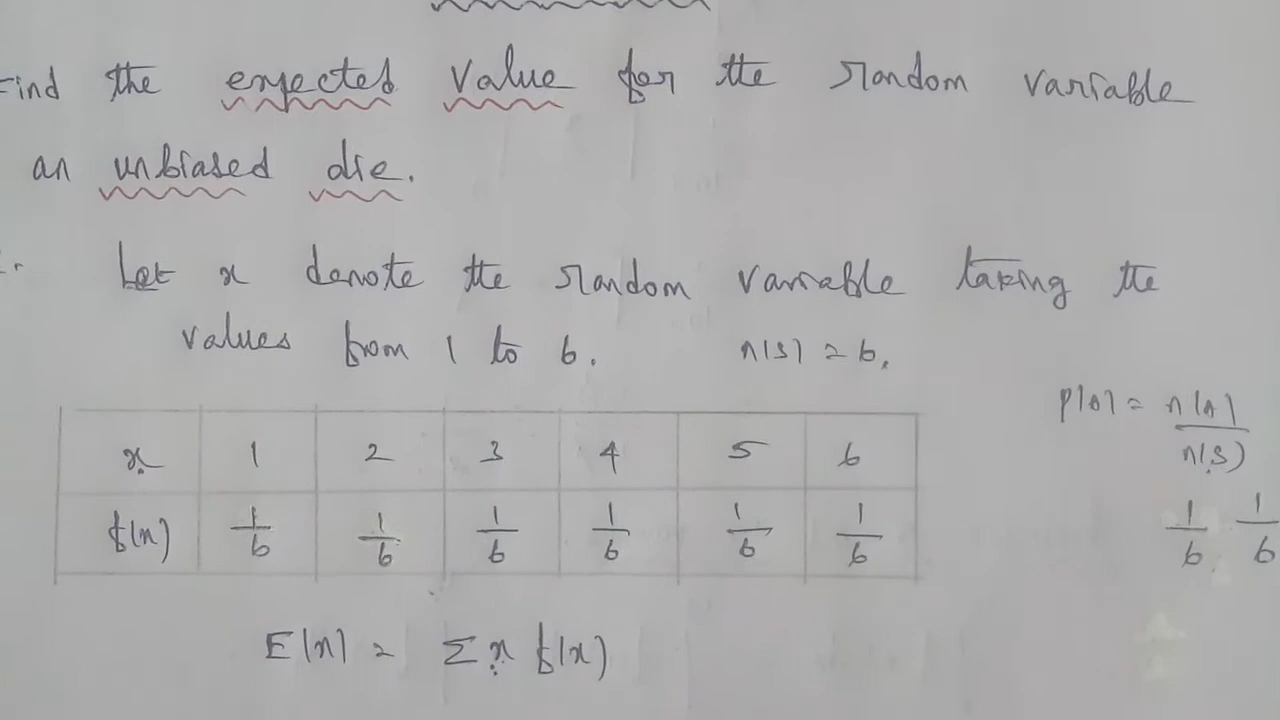 Find the expected value for the random variable
an unbiased die.
Let x denote the random variable taking the
values from 1 to 6. n(S) = 6.
P(A) = n(A) / n(S)
x 1 2 3 4 5 6
f(x) 1/6 1/6 1/6 1/6 1/6 1/6
1/6 1/6
E(x) = Σ x f(x)